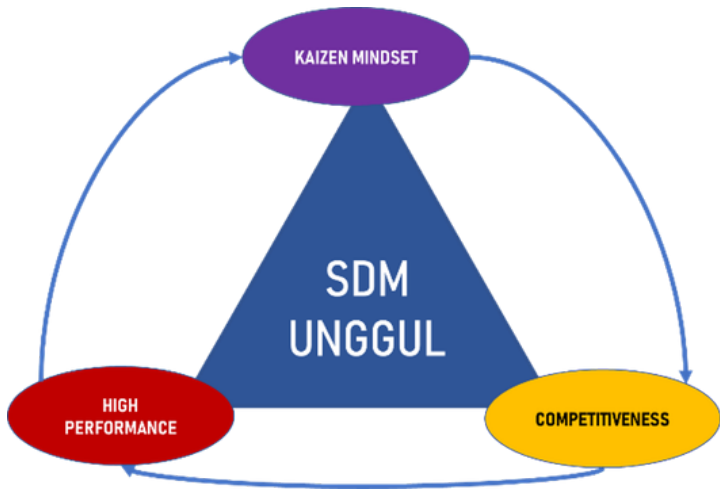 KAIZEN MINDSET
SDM
UNGGUL
HIGH
PERFORMANCE
COMPETITIVENESS